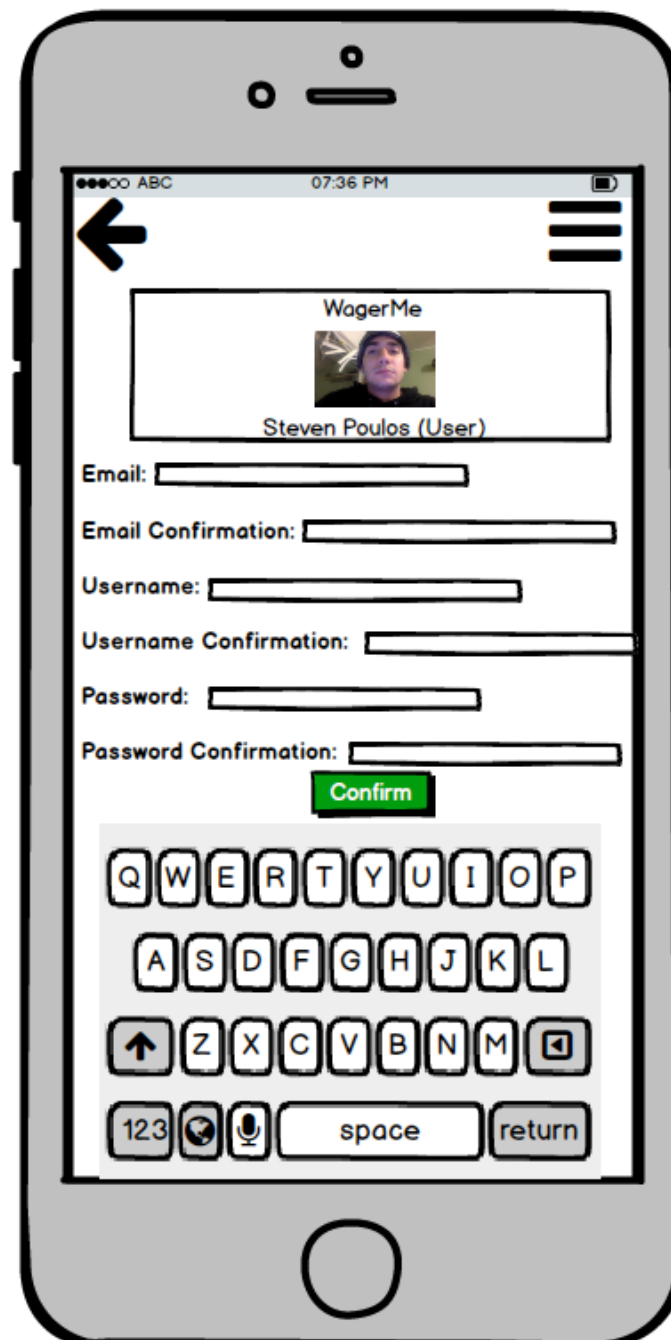 ABC 07:36 PM
WagerMe
Steven Poulos (User)
Email:
Email Confirmation:
Username:
Username Confirmation:
Password:
Password Confirmation:
Confirm
Q W E R T Y U I O P
A S D F G H J K L
Z X C V B N M
123 space return